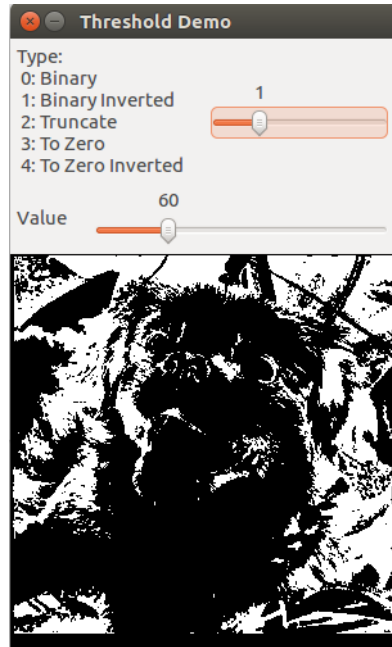 Threshold Demo
Type:
0: Binary
1: Binary Inverted
2: Truncate
3: To Zero
4: To Zero Inverted
1
Value
60